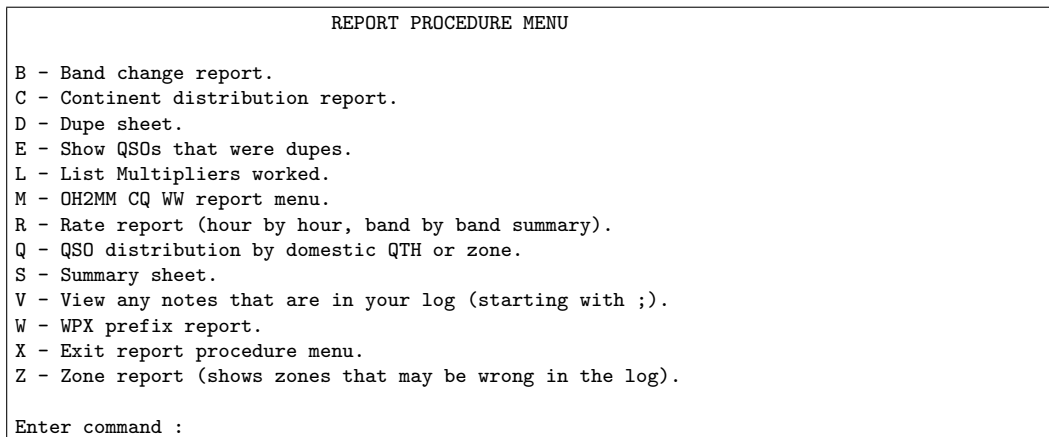 REPORT PROCEDURE MENU
B - Band change report.
C - Continent distribution report.
D - Dupe sheet.
E - Show QSOs that were dupes.
L - List Multipliers worked.
M - OH2MM CQ WW report menu.
R - Rate report (hour by hour, band by band summary).
Q - QSO distribution by domestic QTH or zone.
S - Summary sheet.
V - View any notes that are in your log (starting with ;).
W - WPX prefix report.
X - Exit report procedure menu.
Z - Zone report (shows zones that may be wrong in the log).
Enter command :